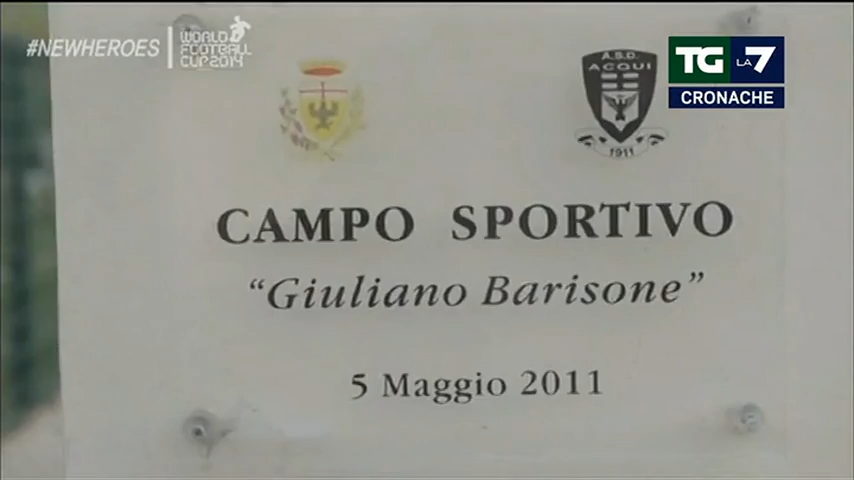 #NEWHEROES
WORLD
FOOTBALL
CUP 2014
TG LA7
CRONACHE
A.S.D.
ACQUI
1911
CAMPO SPORTIVO
“Giuliano Barisone”
5 Maggio 2011